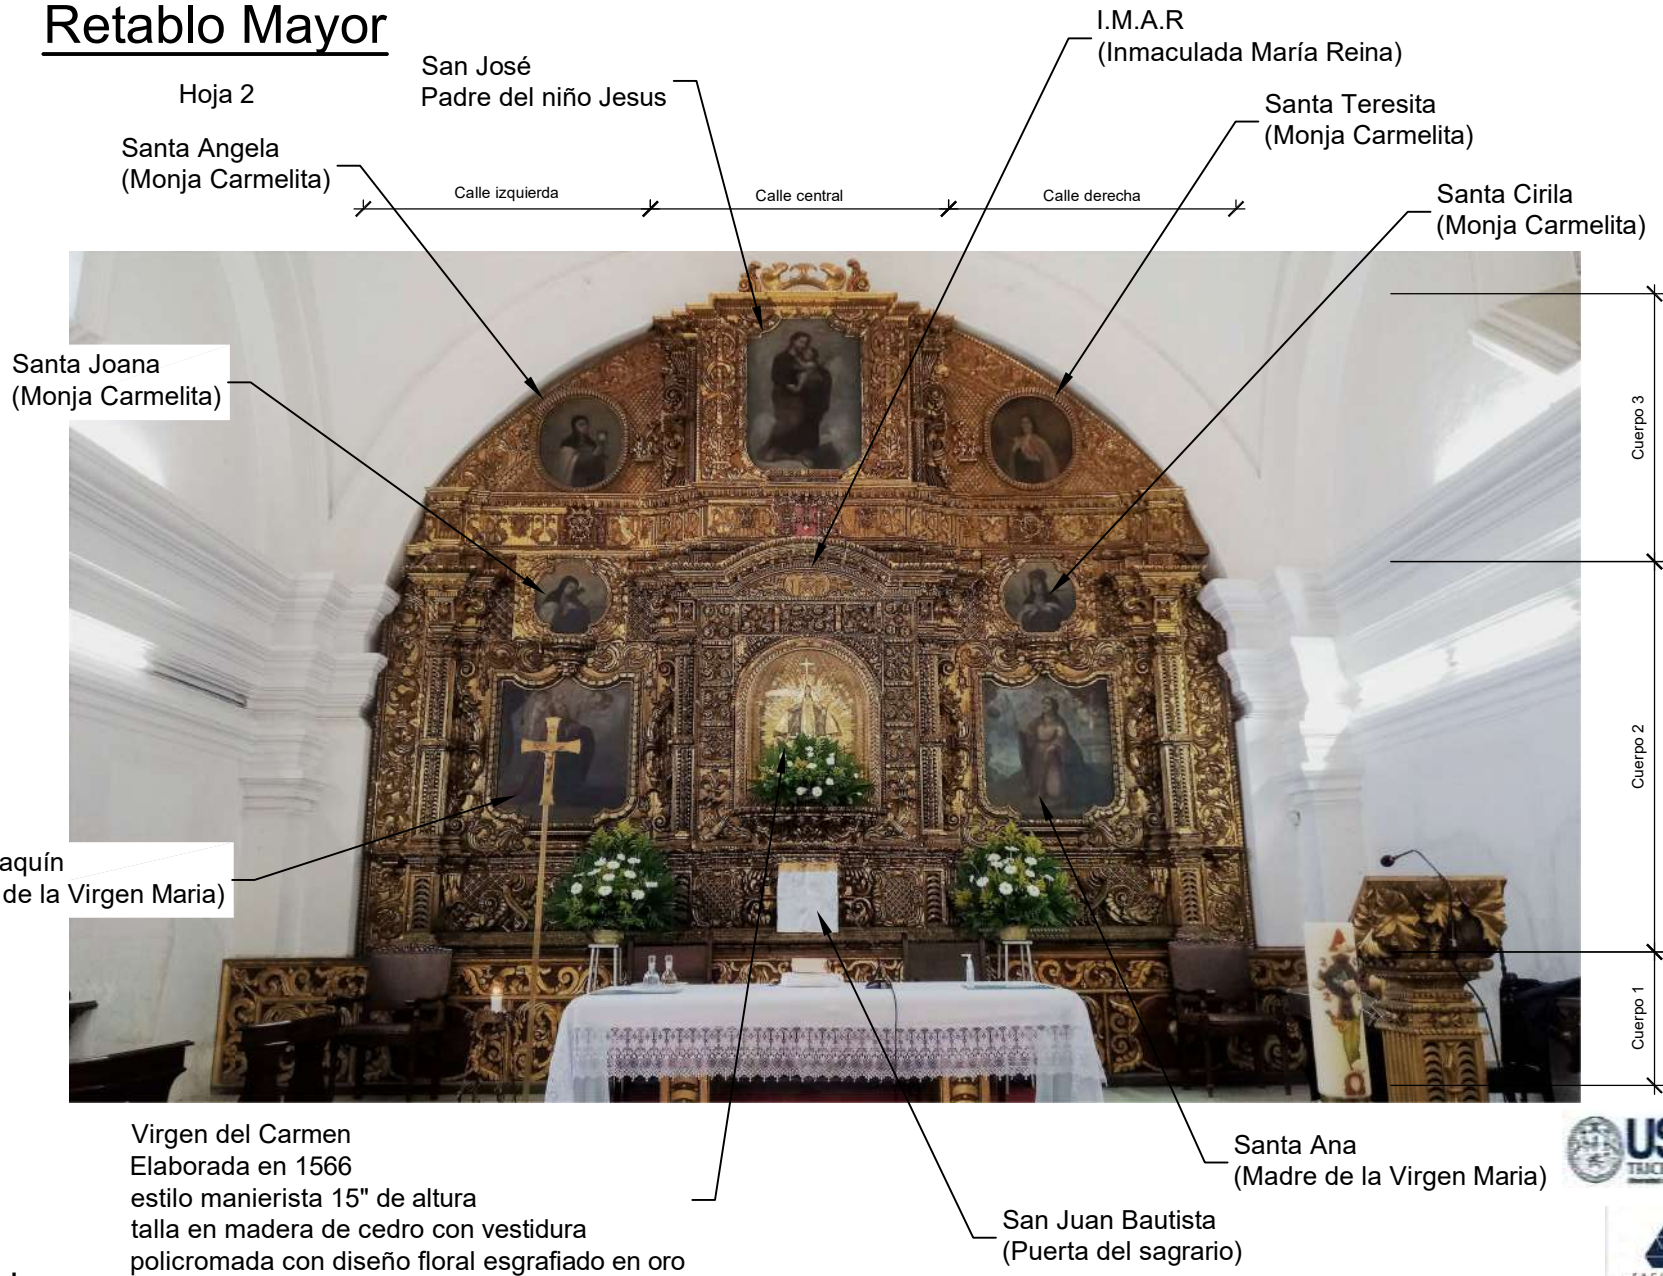 Retablo Mayor
Hoja 2
San José
Padre del niño Jesus
I.M.A.R
(Inmaculada María Reina)
Santa Angela
(Monja Carmelita)
Santa Teresita
(Monja Carmelita)
Calle izquierda
Calle central
Calle derecha
Santa Cirila
(Monja Carmelita)
Santa Joana
(Monja Carmelita)
Cuerpo 3
Cuerpo 2
aquín
de la Virgen Maria)
Cuerpo 1
Virgen del Carmen
Elaborada en 1566
estilo manierista 15" de altura
talla en madera de cedro con vestidura
policromada con diseño floral esgrafiado en oro
Santa Ana
(Madre de la Virgen Maria)
San Juan Bautista
(Puerta del sagrario)
US
TRIC